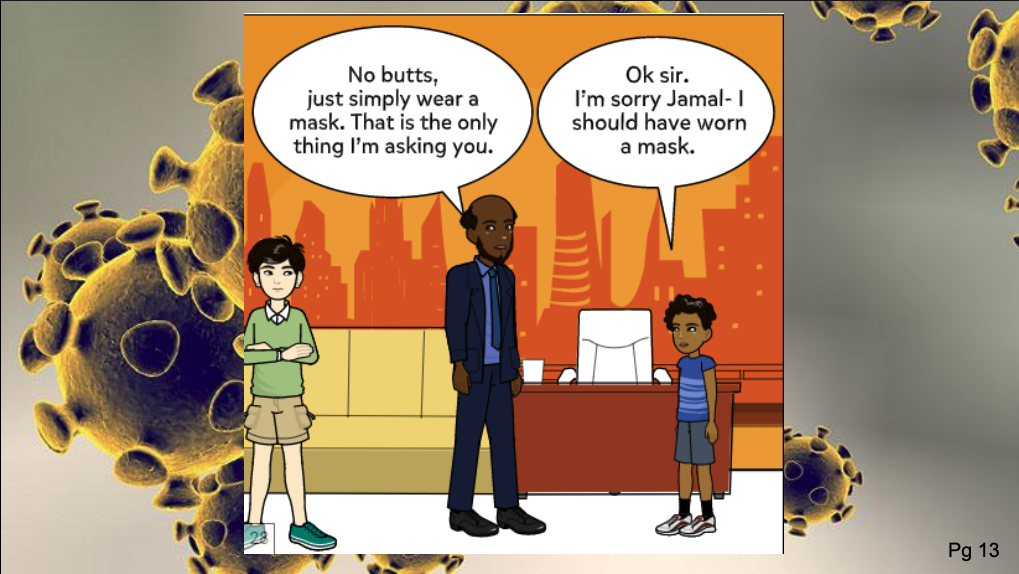 No butts,
just simply wear a
mask. That is the only
thing I'm asking you.
Ok sir.
I'm sorry Jamal- I
should have worn
a mask.
23
Pg 13